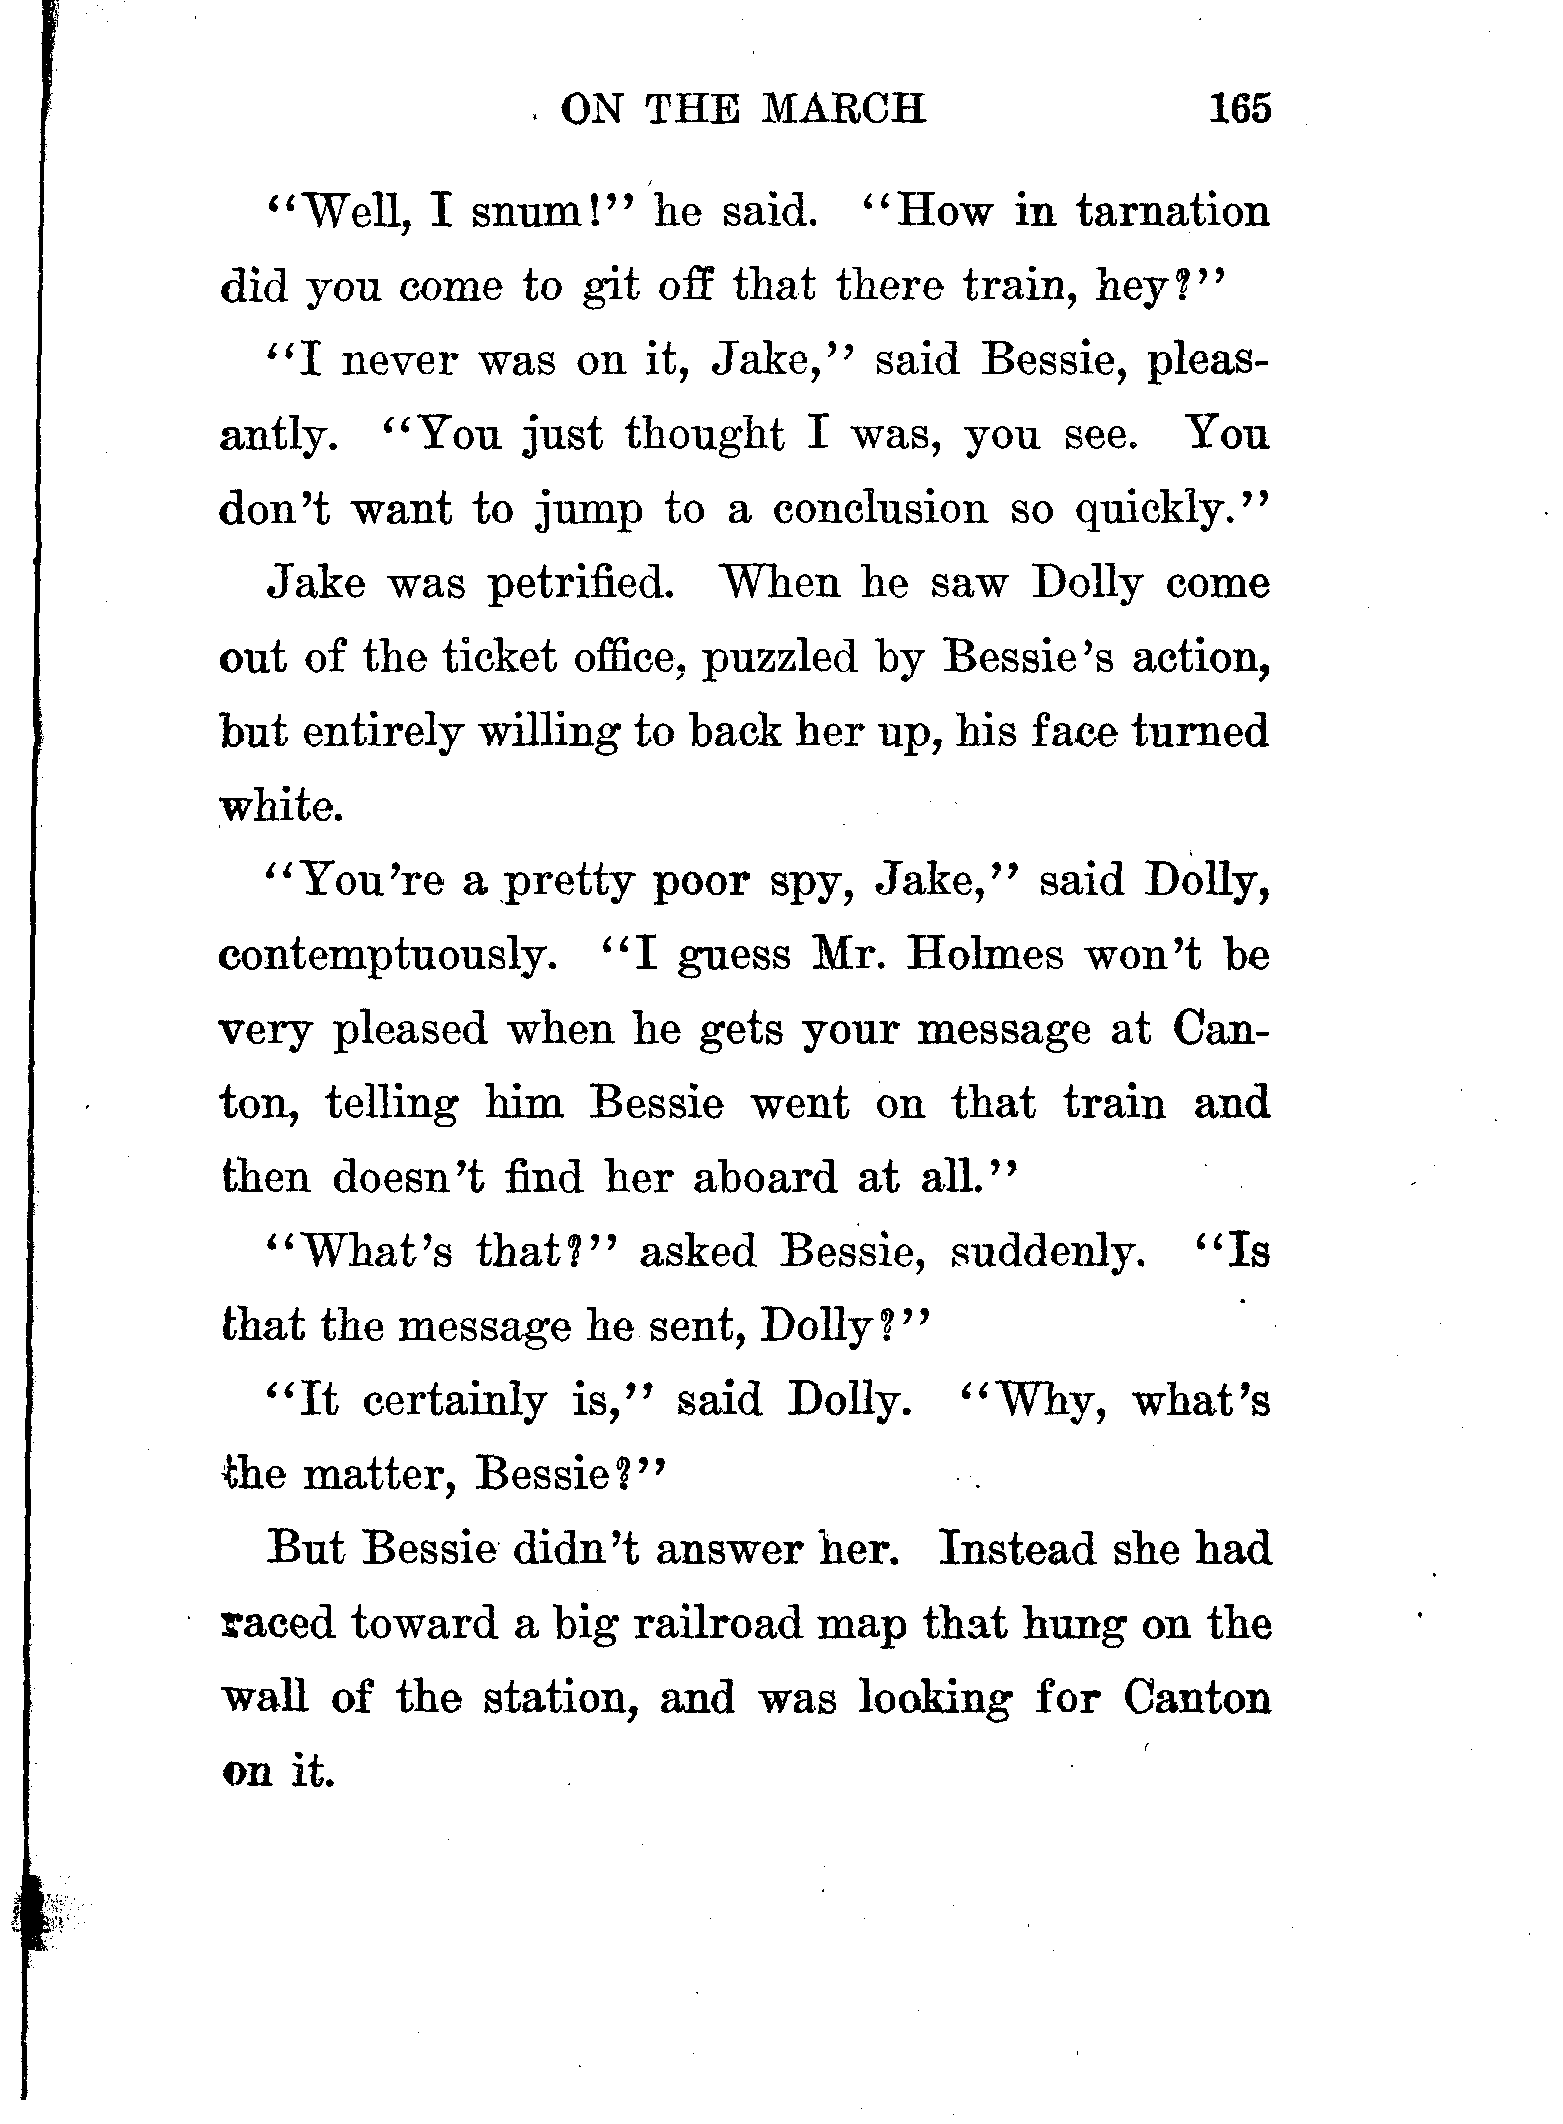 ON THE MARCH 165
"Well, I snum!" he said. "How in tarnation
did you come to git off that there train, hey?"
"I never was on it, Jake," said Bessie, pleas-
antly. "You just thought I was, you see. You
don't want to jump to a conclusion so quickly."
Jake was petrified. When he saw Dolly come
out of the ticket office, puzzled by Bessie's action,
but entirely willing to back her up, his face turned
white.
"You're a pretty poor spy, Jake," said Dolly,
contemptuously. "I guess Mr. Holmes won't be
very pleased when he gets your message at Can-
ton, telling him Bessie went on that train and
then doesn't find her aboard at all."
"What's that?" asked Bessie, suddenly. "Is
that the message he sent, Dolly?"
"It certainly is," said Dolly. "Why, what's
the matter, Bessie?"
But Bessie didn't answer her. Instead she had
raced toward a big railroad map that hung on the
wall of the station, and was looking for Canton
on it.